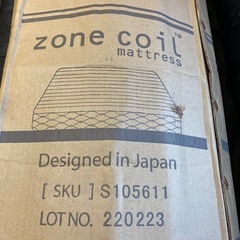 zone coil™
mattress
Designed in Japan
[ SKU ] S105611
LOT NO. 220223